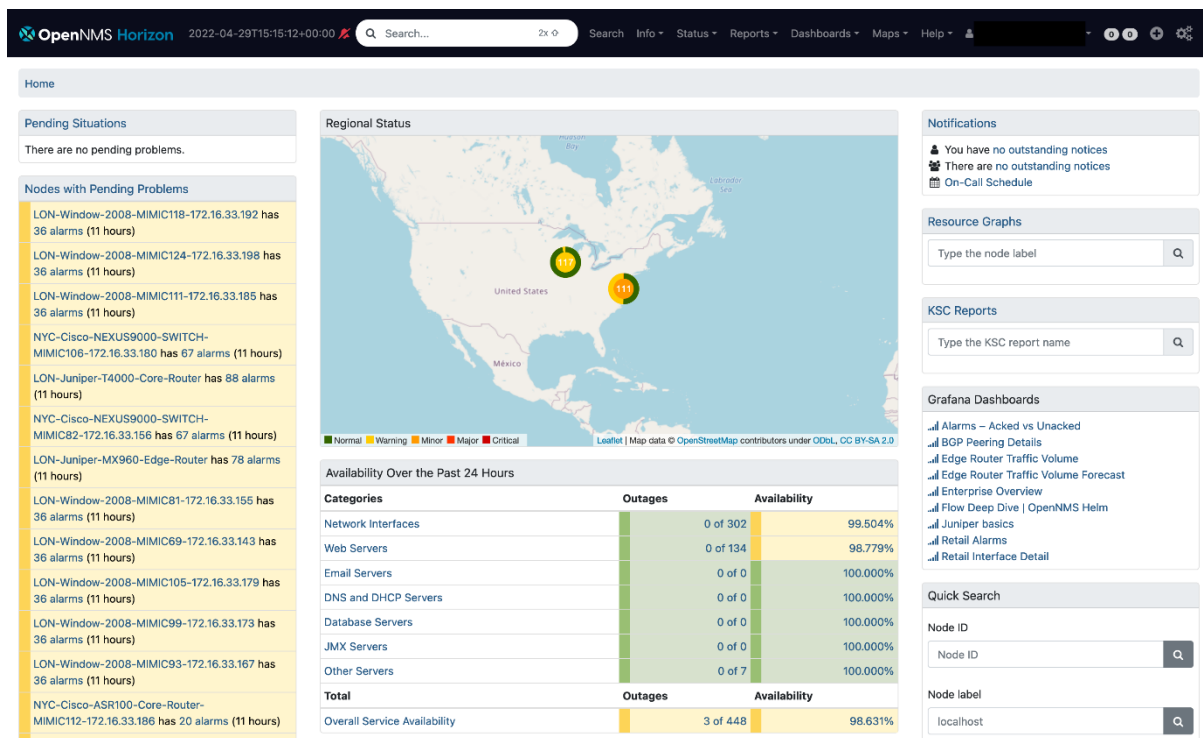 OpenNMS Horizon 2022-04-29T15:15:12+00:00 Search... 2x Search Info Status Reports Dashboards Maps Help 0 0
Home
Pending Situations
There are no pending problems.
Nodes with Pending Problems
LON-Window-2008-MIMIC118-172.16.33.192 has
36 alarms (11 hours)
LON-Window-2008-MIMIC124-172.16.33.198 has
36 alarms (11 hours)
LON-Window-2008-MIMIC111-172.16.33.185 has
36 alarms (11 hours)
NYC-Cisco-NEXUS9000-SWITCH-
MIMIC106-172.16.33.180 has 67 alarms (11 hours)
LON-Juniper-T4000-Core-Router has 88 alarms
(11 hours)
NYC-Cisco-NEXUS9000-SWITCH-
MIMIC82-172.16.33.156 has 67 alarms (11 hours)
LON-Juniper-MX960-Edge-Router has 78 alarms
(11 hours)
LON-Window-2008-MIMIC81-172.16.33.155 has
36 alarms (11 hours)
LON-Window-2008-MIMIC69-172.16.33.143 has
36 alarms (11 hours)
LON-Window-2008-MIMIC105-172.16.33.179 has
36 alarms (11 hours)
LON-Window-2008-MIMIC99-172.16.33.173 has
36 alarms (11 hours)
LON-Window-2008-MIMIC93-172.16.33.167 has
36 alarms (11 hours)
NYC-Cisco-ASR100-Core-Router-
MIMIC112-172.16.33.186 has 20 alarms (11 hours)
Regional Status
Hudson
Bay
Labrador
Sea
117
111
United States
México
Normal Warning Minor Major Critical
Leaflet | Map data © OpenStreetMap contributors under ODbL, CC BY-SA 2.0
Availability Over the Past 24 Hours
Categories Outages Availability
Network Interfaces 0 of 302 99.504%
Web Servers 0 of 134 98.779%
Email Servers 0 of 0 100.000%
DNS and DHCP Servers 0 of 0 100.000%
Database Servers 0 of 0 100.000%
JMX Servers 0 of 0 100.000%
Other Servers 0 of 7 100.000%
Total Outages Availability
Overall Service Availability 3 of 448 98.631%
Notifications
You have no outstanding notices
There are no outstanding notices
On-Call Schedule
Resource Graphs
Type the node label
KSC Reports
Type the KSC report name
Grafana Dashboards
Alarms – Acked vs Unacked
BGP Peering Details
Edge Router Traffic Volume
Edge Router Traffic Volume Forecast
Enterprise Overview
Flow Deep Dive | OpenNMS Helm
Juniper basics
Retail Alarms
Retail Interface Detail
Quick Search
Node ID
Node ID
Node label
localhost